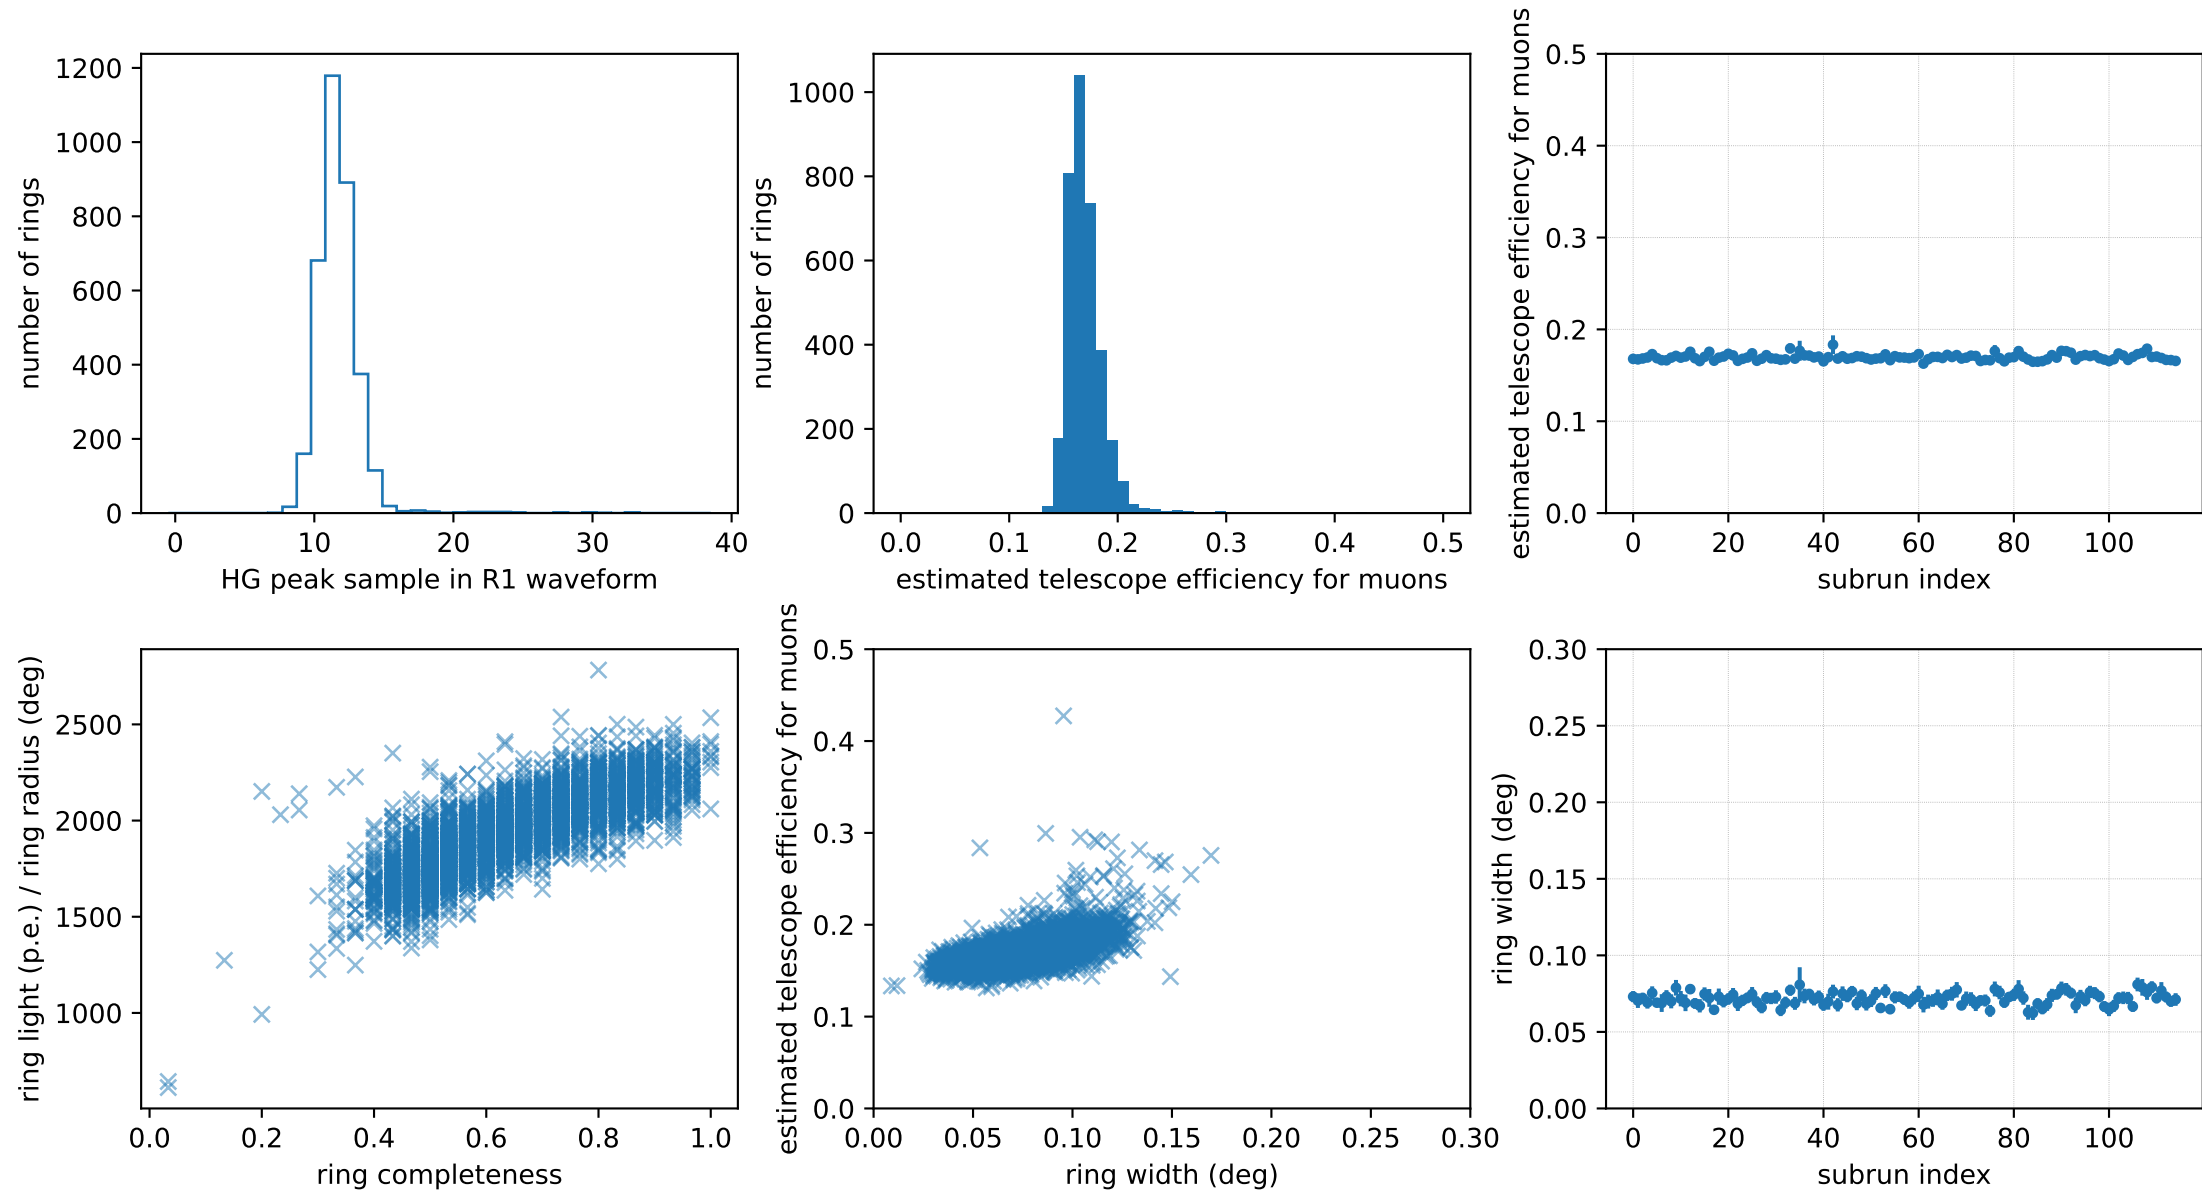 number of rings
1200
1000
800
600
400
200
0
0 10 20 30 40
HG peak sample in R1 waveform
number of rings
1000
800
600
400
200
0
0.0 0.1 0.2 0.3 0.4 0.5
estimated telescope efficiency for muons
estimated telescope efficiency for muons
0.5
0.4
0.3
0.2
0.1
0.0
0 20 40 60 80 100
subrun index
ring light (p.e.) / ring radius (deg)
2500
2000
1500
1000
0.0 0.2 0.4 0.6 0.8 1.0
ring completeness
estimated telescope efficiency for muons
0.5
0.4
0.3
0.2
0.1
0.0
0.00 0.05 0.10 0.15 0.20 0.25 0.30
ring width (deg)
ring width (deg)
0.30
0.25
0.20
0.15
0.10
0.05
0.00
0 20 40 60 80 100
subrun index